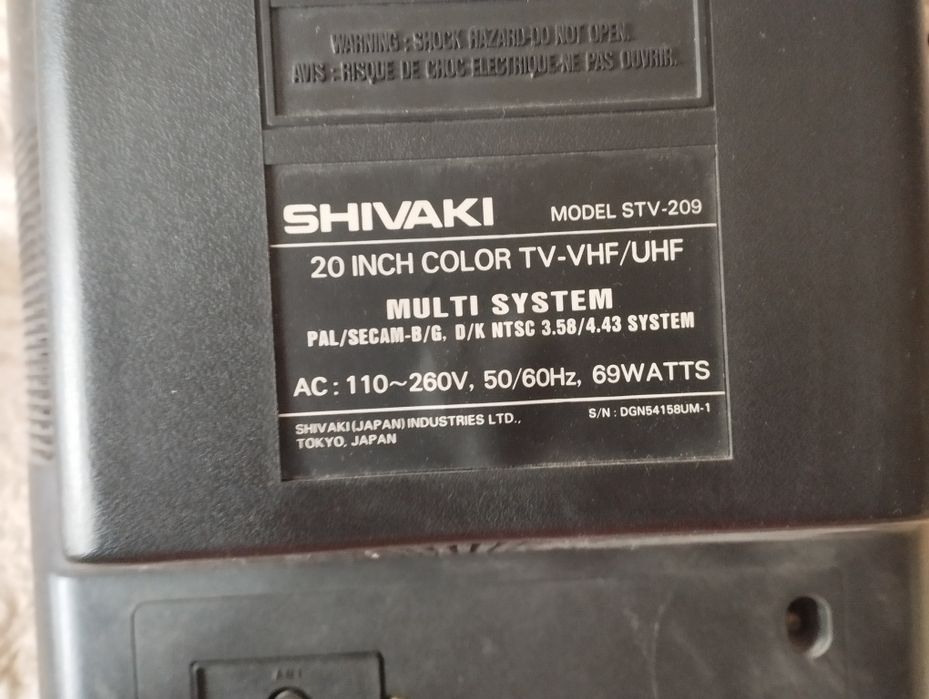 WARNING : SHOCK HAZARD-DO NOT OPEN.
AVIS : RISQUE DE CHOC ELECTRIQUE-NE PAS OUVRIR.
SHIVAKI MODEL STV-209
20 INCH COLOR TV-VHF/UHF
MULTI SYSTEM
PAL/SECAM-B/G, D/K NTSC 3.58/4.43 SYSTEM
AC : 110~260V, 50/60Hz, 69WATTS
SHIVAKI (JAPAN) INDUSTRIES LTD., S/N : DGN54158UM-1
TOKYO, JAPAN
ANT